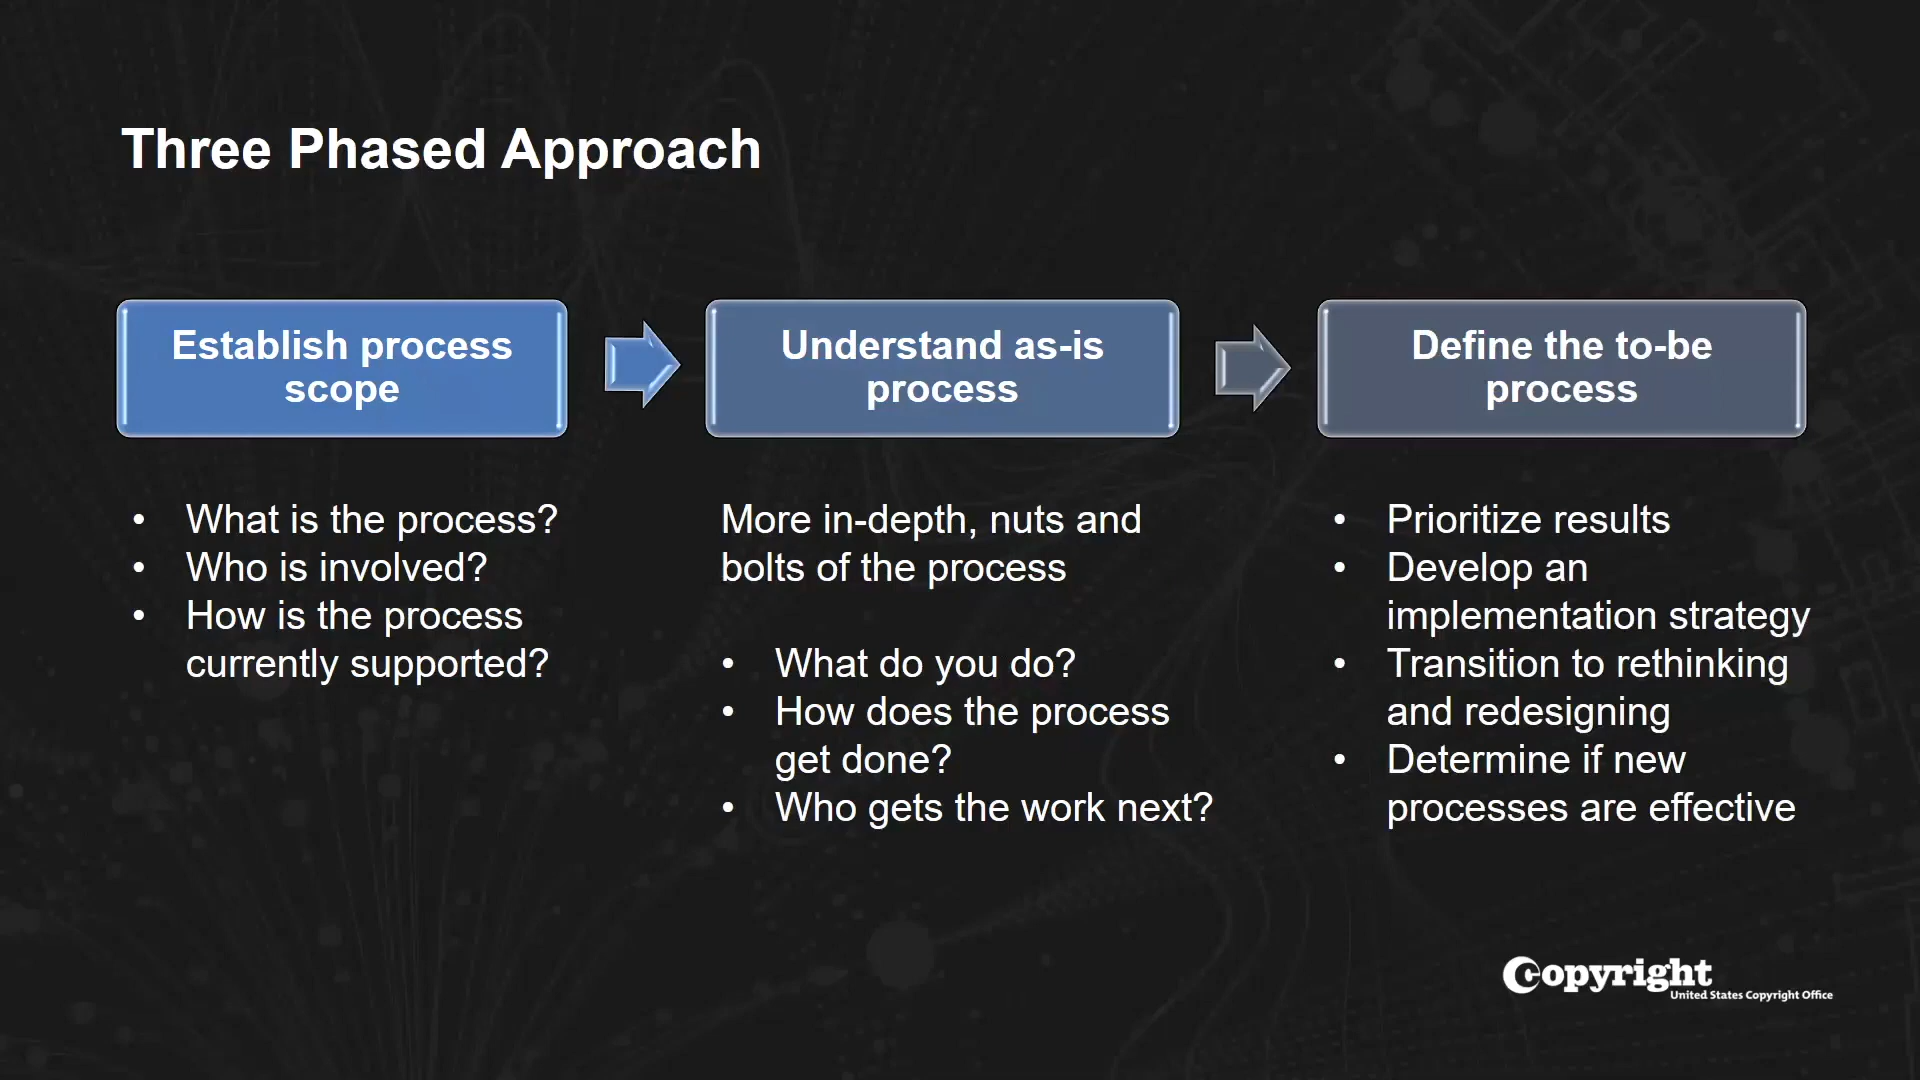 Three Phased Approach
Establish process
scope
Understand as-is
process
Define the to-be
process
• What is the process?
• Who is involved?
• How is the process
currently supported?
More in-depth, nuts and
bolts of the process
• What do you do?
• How does the process
get done?
• Who gets the work next?
• Prioritize results
• Develop an
implementation strategy
• Transition to rethinking
and redesigning
• Determine if new
processes are effective
Copyright
United States Copyright Office